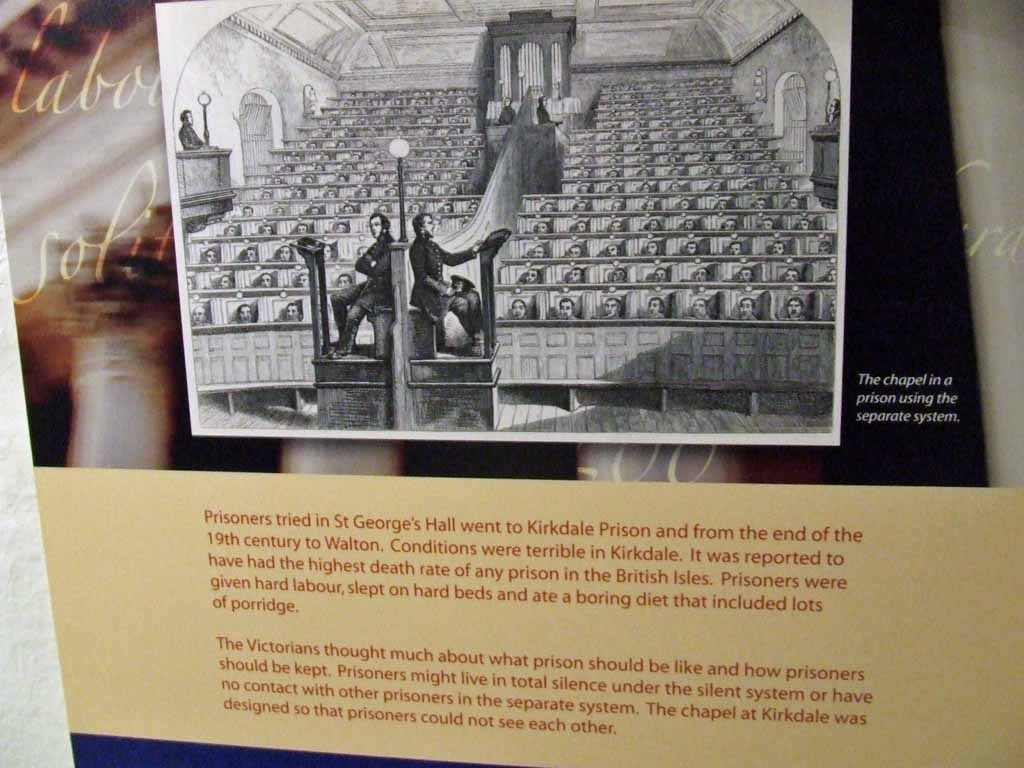 The chapel in a
prison using the
separate system.
Prisoners tried in St George's Hall went to Kirkdale Prison and from the end of the
19th century to Walton. Conditions were terrible in Kirkdale. It was reported to
have had the highest death rate of any prison in the British Isles. Prisoners were
given hard labour, slept on hard beds and ate a boring diet that included lots
of porridge.
The Victorians thought much about what prison should be like and how prisoners
should be kept. Prisoners might live in total silence under the silent system or have
no contact with other prisoners in the separate system. The chapel at Kirkdale was
designed so that prisoners could not see each other.